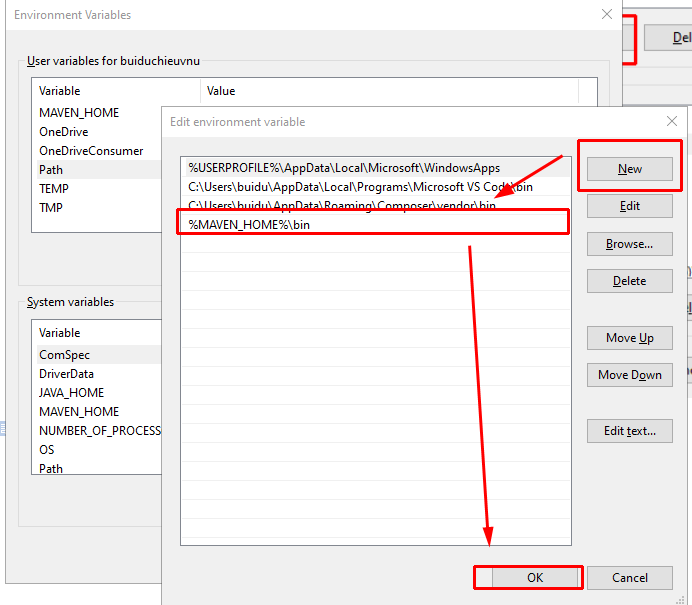 Environment Variables
Del
User variables for buiduchieuvnu
Variable Value
MAVEN_HOME
OneDrive
OneDriveConsumer
Path
TEMP
TMP
System variables
Variable
ComSpec
DriverData
JAVA_HOME
MAVEN_HOME
NUMBER_OF_PROCESS
OS
Path
Edit environment variable
%USERPROFILE%\AppData\Local\Microsoft\WindowsApps
C:\Users\buidu\AppData\Local\Programs\Microsoft VS Code\bin
C:\Users\buidu\AppData\Roaming\Composer\vendor\bin
%MAVEN_HOME%\bin
New
Edit
Browse...
Delete
Move Up
Move Down
Edit text...
OK
Cancel